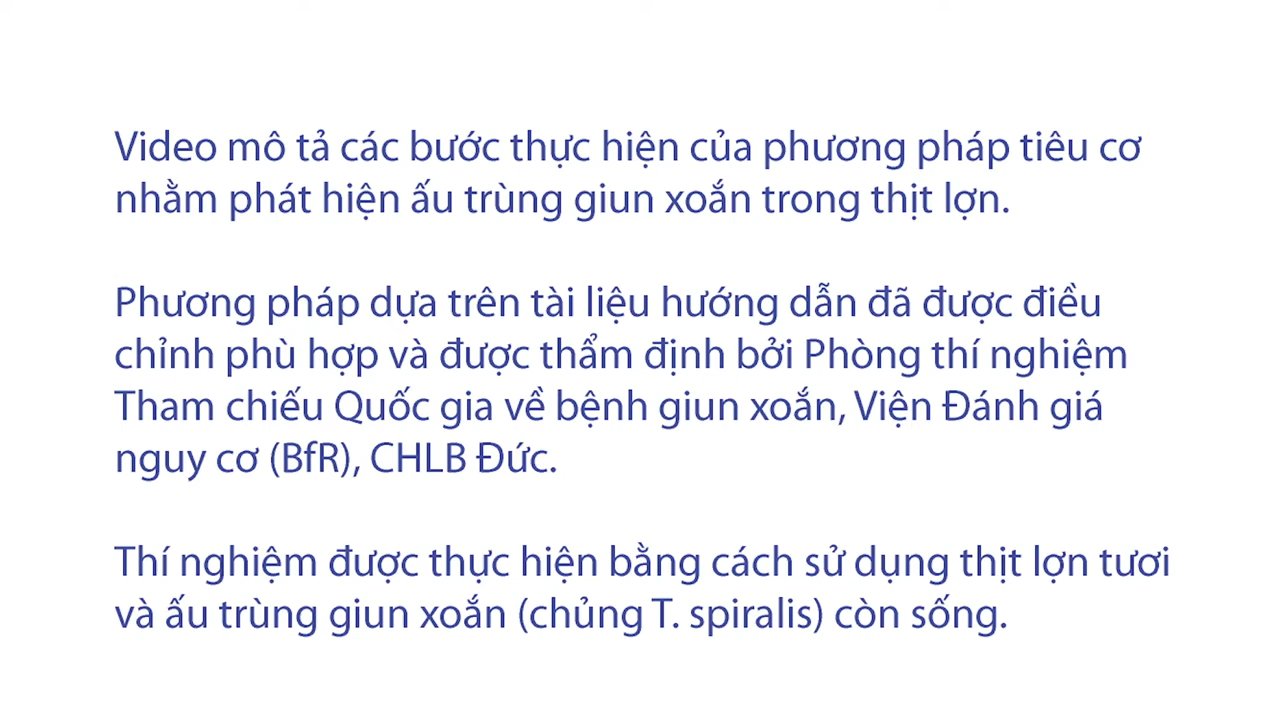 Video mô tả các bước thực hiện của phương pháp tiêu cơ
nhằm phát hiện ấu trùng giun xoắn trong thịt lợn.
Phương pháp dựa trên tài liệu hướng dẫn đã được điều
chỉnh phù hợp và được thẩm định bởi Phòng thí nghiệm
Tham chiếu Quốc gia về bệnh giun xoắn, Viện Đánh giá
nguy cơ (BfR), CHLB Đức.
Thí nghiệm được thực hiện bằng cách sử dụng thịt lợn tươi
và ấu trùng giun xoắn (chủng T. spiralis) còn sống.